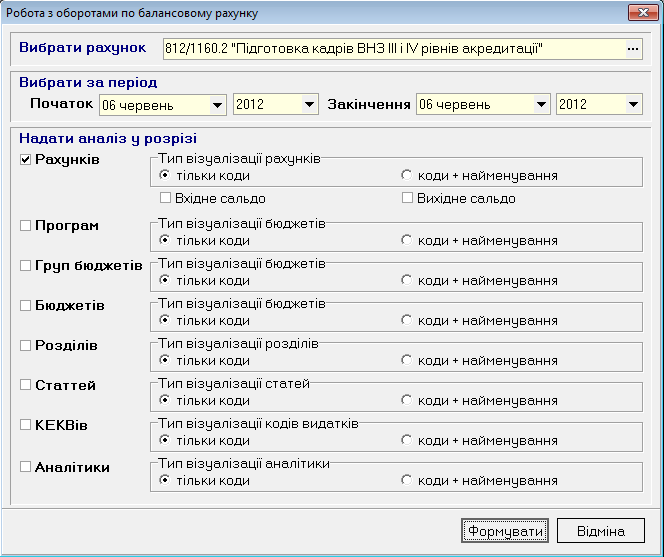 Робота з оборотами по балансовому рахунку
Вибрати рахунок 812/1160.2 "Підготовка кадрів ВНЗ III і IV рівнів акредитації" ...
Вибрати за період
Початок 06 червень 2012 Закінчення 06 червень 2012
Надати аналіз у розрізі
Рахунків Тип візуалізації рахунків
тільки коди коди + найменування
Вхідне сальдо Вихідне сальдо
Програм Тип візуалізації бюджетів
тільки коди коди + найменування
Груп бюджетів Тип візуалізації бюджетів
тільки коди коди + найменування
Бюджетів Тип візуалізації бюджетів
тільки коди коди + найменування
Розділів Тип візуалізації розділів
тільки коди коди + найменування
Статтей Тип візуалізації статей
тільки коди коди + найменування
КЕКВів Тип візуалізації кодів видатків
тільки коди коди + найменування
Аналітики Тип візуалізації аналітики
тільки коди коди + найменування
Формувати Відміна